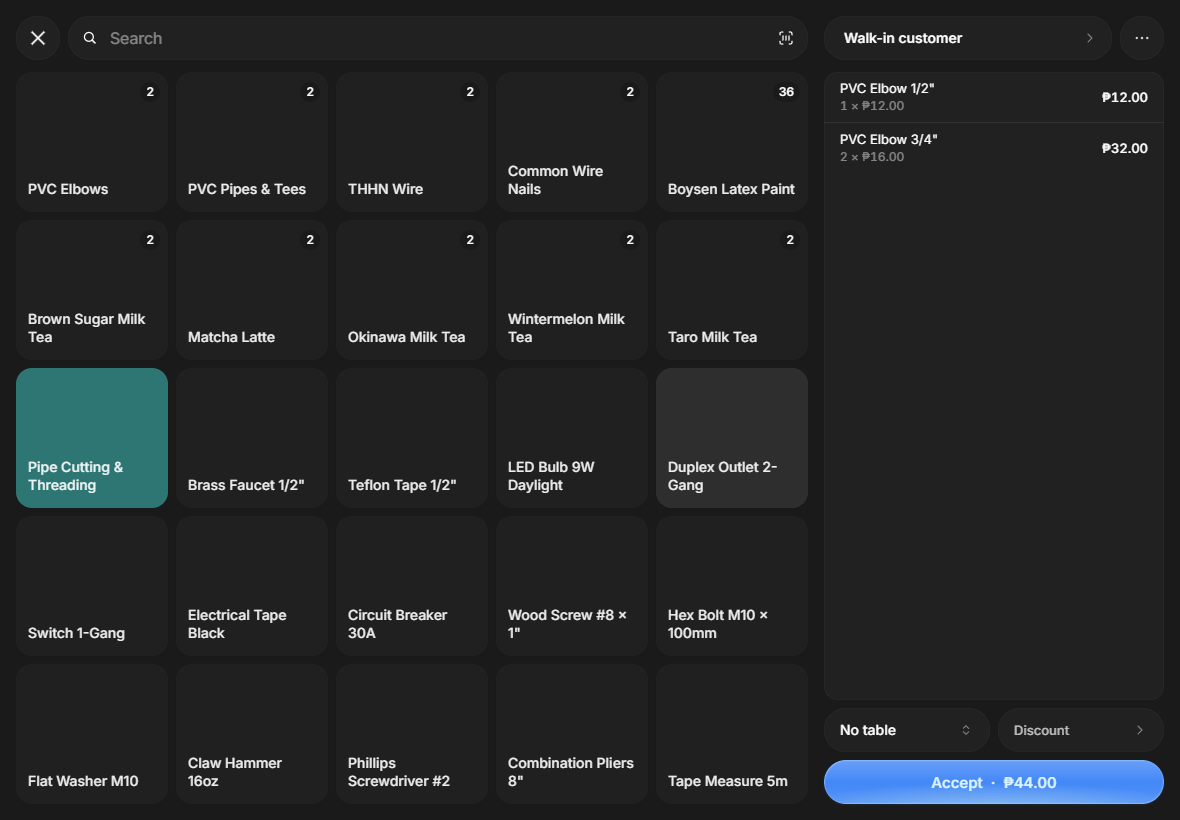 Search
Walk-in customer
2
PVC Elbows
2
PVC Pipes & Tees
2
THHN Wire
2
Common Wire
Nails
36
Boysen Latex Paint
2
Brown Sugar Milk
Tea
2
Matcha Latte
2
Okinawa Milk Tea
2
Wintermelon Milk
Tea
2
Taro Milk Tea
Pipe Cutting &
Threading
Brass Faucet 1/2"
Teflon Tape 1/2"
LED Bulb 9W
Daylight
Duplex Outlet 2-
Gang
Switch 1-Gang
Electrical Tape
Black
Circuit Breaker
30A
Wood Screw #8 ×
1"
Hex Bolt M10 ×
100mm
Flat Washer M10
Claw Hammer
16oz
Phillips
Screwdriver #2
Combination Pliers
8"
Tape Measure 5m
PVC Elbow 1/2"
1 × ₱12.00
₱12.00
PVC Elbow 3/4"
2 × ₱16.00
₱32.00
No table
Discount
Accept · ₱44.00